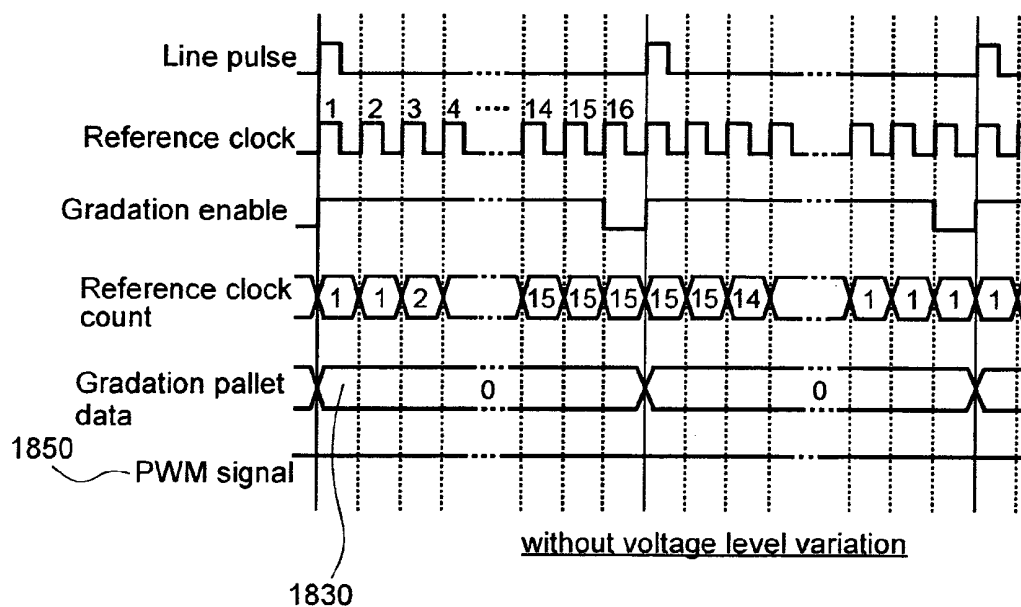 Line pulse
1 2 3 4 ···· 14 15 16
Reference clock
Gradation enable
Reference clock count
1 1 2 15 15 15 15 15 14 1 1 1 1
Gradation pallet data
0 0
1850
PWM signal
without voltage level variation
1830